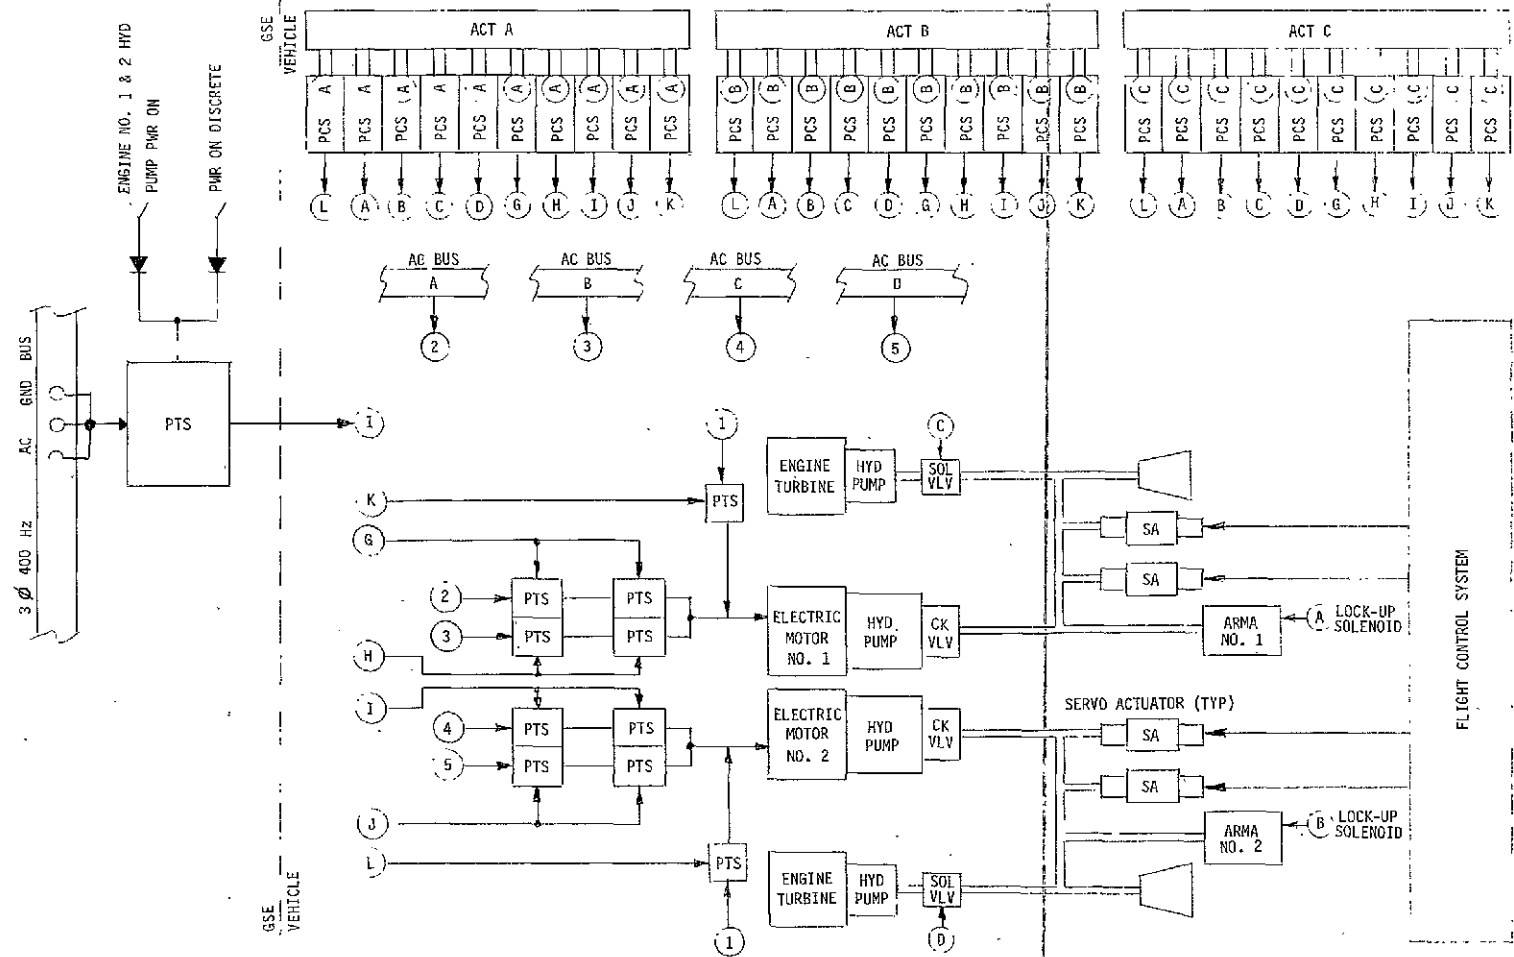 GSE
VEHICLE
ACT A
ACT B
ACT C
A A A A A A A A A A
PCS PCS PCS PCS PCS PCS PCS PCS PCS PCS
B B B B B B B B B B
PCS PCS PCS PCS PCS PCS PCS PCS PCS PCS
C C C C C C C C C C
PCS PCS PCS PCS PCS PCS PCS PCS PCS PCS
L A B C D G H I J K
L A B C D G H I J K
L A B C D G H I J K
ENGINE NO. 1 & 2 HYD
PUMP PWR ON
PWR ON DISCRETE
AC BUS
A
AC BUS
B
AC BUS
C
AC BUS
D
2
3
4
5
3 Ø 400 Hz AC GND BUS
PTS
I
K
G
H
I
J
L
1
PTS
2
3
PTS PTS
PTS PTS
4
5
PTS PTS
PTS PTS
PTS
1
ENGINE
TURBINE
HYD
PUMP
C
SOL
VLV
ELECTRIC
MOTOR
NO. 1
HYD
PUMP
CK
VLV
ELECTRIC
MOTOR
NO. 2
HYD
PUMP
CK
VLV
ENGINE
TURBINE
HYD
PUMP
SOL
VLV
D
SA
SA
ARMA
NO. 1
A
LOCK-UP
SOLENOID
SERVO ACTUATOR (TYP)
SA
SA
ARMA
NO. 2
B
LOCK-UP
SOLENOID
FLIGHT CONTROL SYSTEM
GSE
VEHICLE